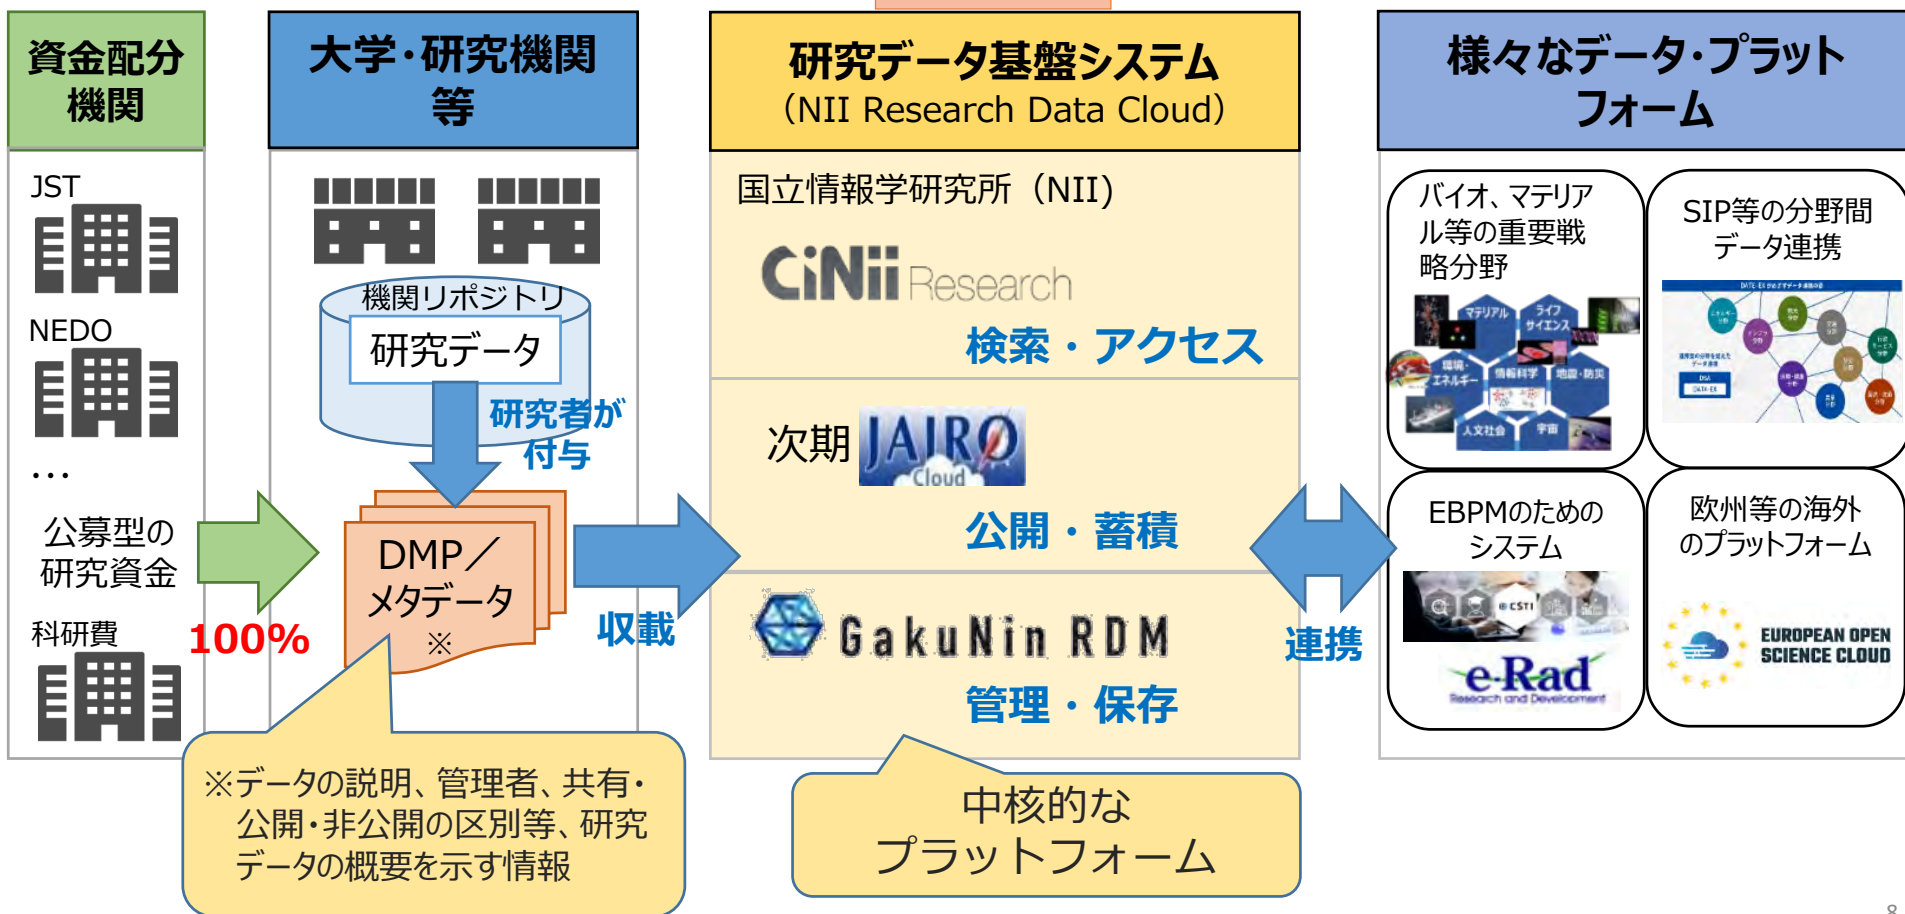 資金配分
機関
JST
NEDO
…
公募型の
研究資金
科研費
100%
大学・研究機関
等
機関リポジトリ
研究データ
研究者が
付与
DMP／
メタデータ
※
収載
※データの説明、管理者、共有・
公開・非公開の区別等、研究
データの概要を示す情報
研究データ基盤システム
（NII Research Data Cloud）
国立情報学研究所（NII)
CiNii Research
検索・アクセス
次期 JAIRO
Cloud
公開・蓄積
GakuNin RDM
管理・保存
中核的な
プラットフォーム
連携
様々なデータ・プラット
フォーム
バイオ、マテリア
ル等の重要戦
略分野
マテリアル
ライフ
サイエンス
環境・
エネルギー
情報科学
地震・防災
人文社会
宇宙
SIP等の分野間
データ連携
DATA-EX
EBPMのための
システム
CSTI
e-Rad
Research and Development
欧州等の海外
のプラットフォーム
EUROPEAN OPEN
SCIENCE CLOUD
8